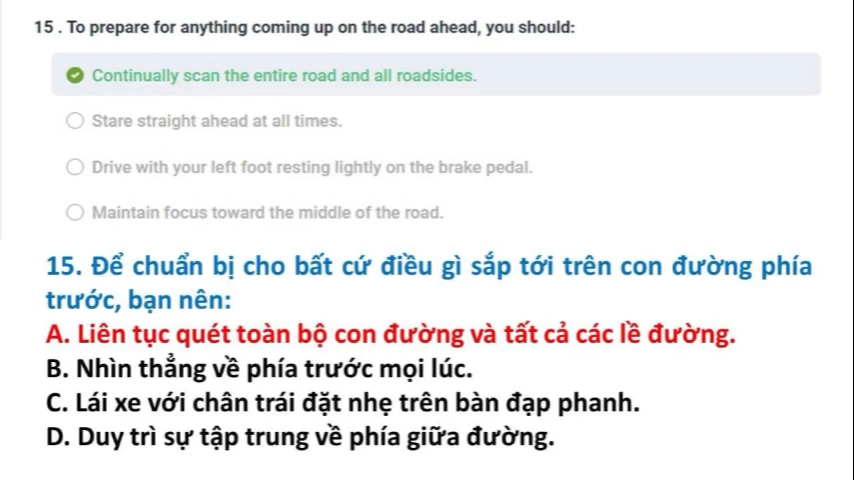 15 . To prepare for anything coming up on the road ahead, you should:
Continually scan the entire road and all roadsides.
Stare straight ahead at all times.
Drive with your left foot resting lightly on the brake pedal.
Maintain focus toward the middle of the road.
15. Để chuẩn bị cho bất cứ điều gì sắp tới trên con đường phía
trước, bạn nên:
A. Liên tục quét toàn bộ con đường và tất cả các lề đường.
B. Nhìn thẳng về phía trước mọi lúc.
C. Lái xe với chân trái đặt nhẹ trên bàn đạp phanh.
D. Duy trì sự tập trung về phía giữa đường.